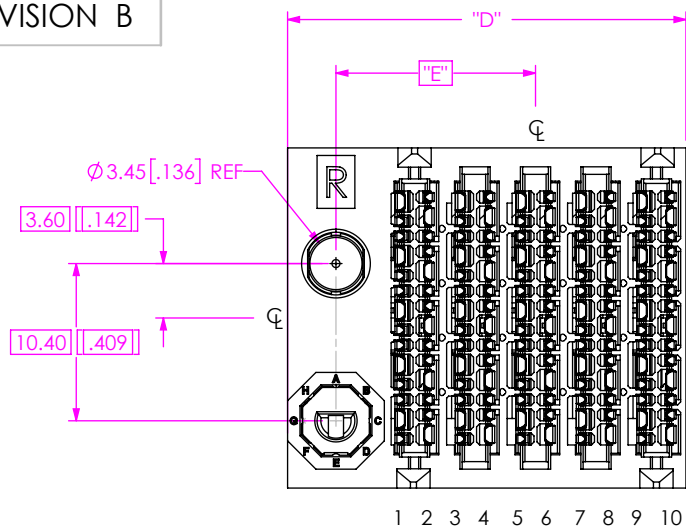 VISION B
"D"
"E"
℄
Ø3.45[.136] REF
R
3.60 [.142]
℄
10.40 [.409]
A
H B
G C
F D
E
1 2 3 4 5 6 7 8 9 10